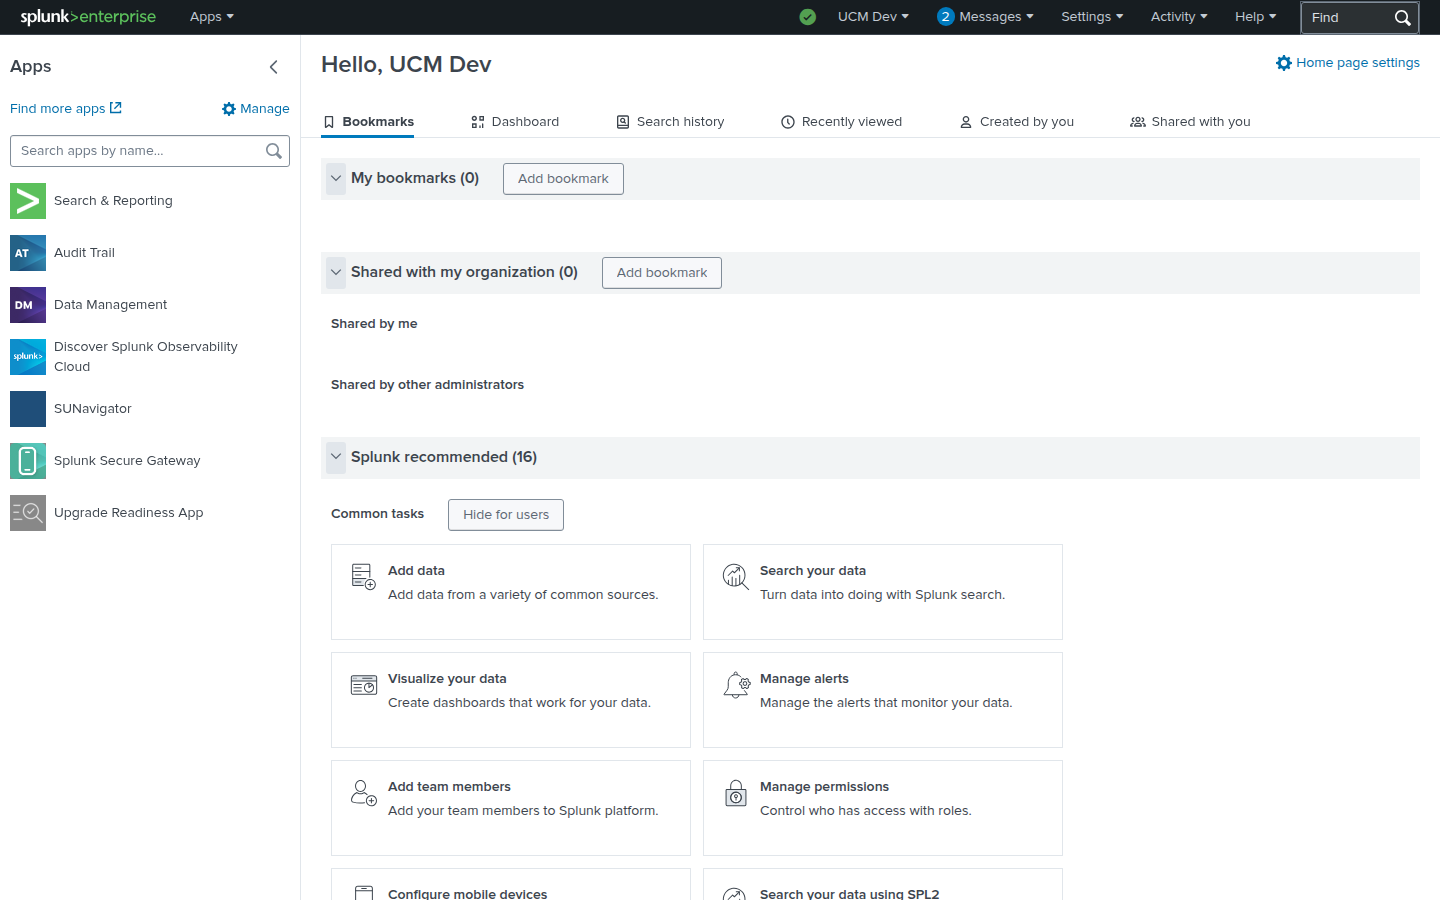 splunk>enterprise
Apps
UCM Dev
2 Messages
Settings
Activity
Help
Find
Apps
Find more apps
Manage
Search apps by name...
Search & Reporting
AT
Audit Trail
DM
Data Management
splunk>
Discover Splunk Observability
Cloud
SUNavigator
Splunk Secure Gateway
Upgrade Readiness App
Hello, UCM Dev
Home page settings
Bookmarks
Dashboard
Search history
Recently viewed
Created by you
Shared with you
My bookmarks (0)
Add bookmark
Shared with my organization (0)
Add bookmark
Shared by me
Shared by other administrators
Splunk recommended (16)
Common tasks
Hide for users
Add data
Add data from a variety of common sources.
Search your data
Turn data into doing with Splunk search.
Visualize your data
Create dashboards that work for your data.
Manage alerts
Manage the alerts that monitor your data.
Add team members
Add your team members to Splunk platform.
Manage permissions
Control who has access with roles.
Configure mobile devices
Search your data using SPL2